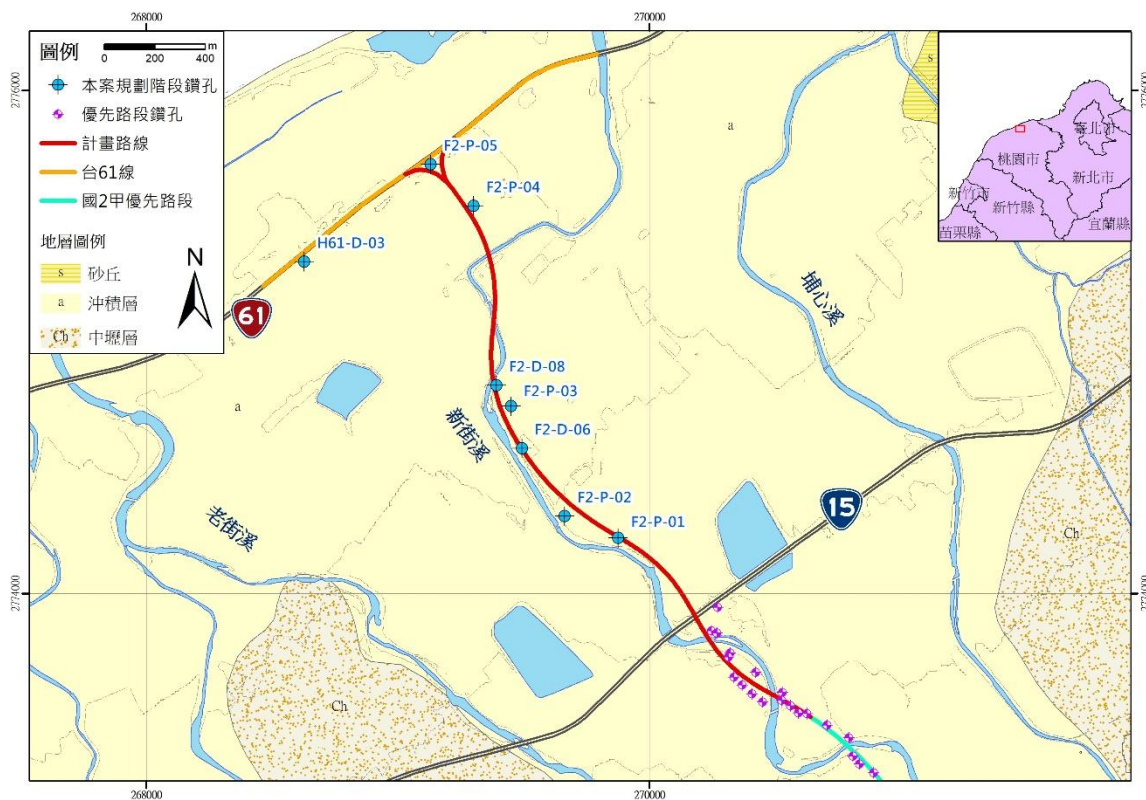 268000
270000
圖例
0 200 400 m
本案規劃階段鑽孔
優先路段鑽孔
計畫路線
台61線
國2甲優先路段
地層圖例
s 砂丘
a 沖積層
Ch 中壢層
N
61
2776000
2776000
s
a
臺北市
桃園市
新北市
新竹市
新竹縣
宜蘭縣
苗栗縣
F2-P-05
F2-P-04
H61-D-03
埔心溪
F2-D-08
F2-P-03
a
新街溪
F2-D-06
F2-P-02
15
F2-P-01
老街溪
Ch
2774000
2774000
Ch
268000
270000